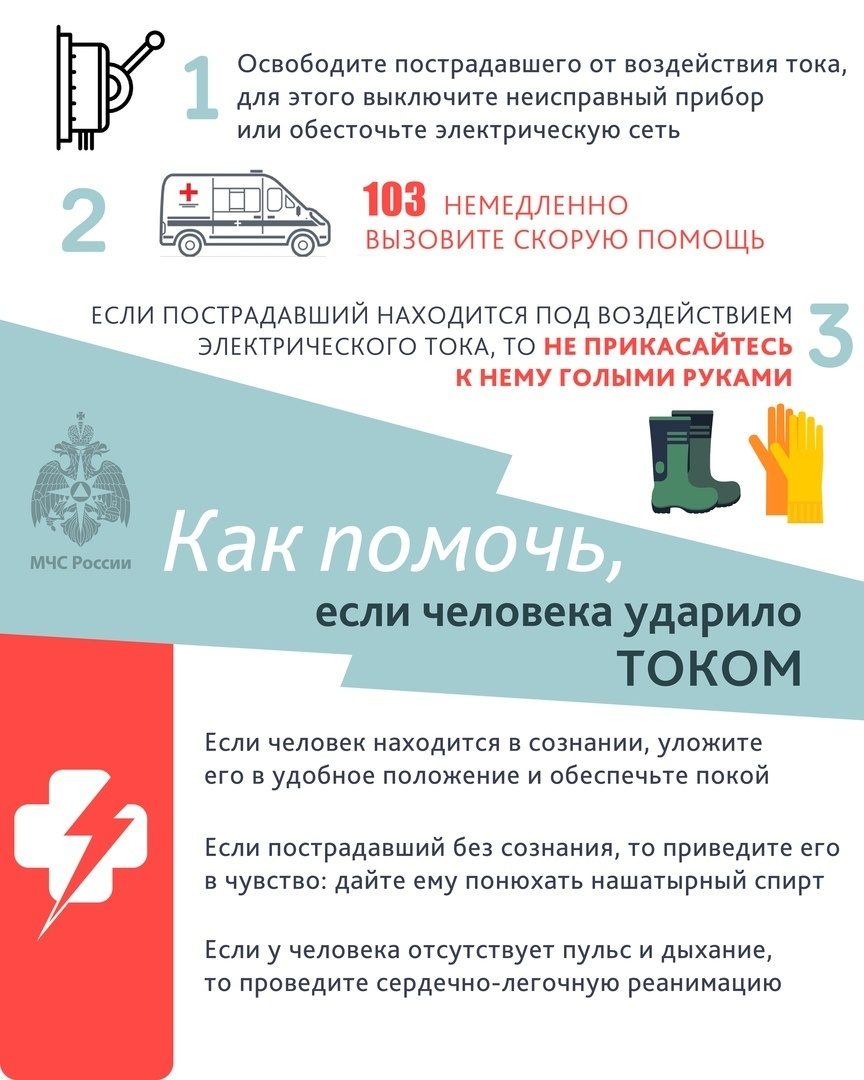 1
Освободите пострадавшего от воздействия тока,
для этого выключите неисправный прибор
или обесточьте электрическую сеть
2
103 НЕМЕДЛЕННО
ВЫЗОВИТЕ СКОРУЮ ПОМОЩЬ
3
ЕСЛИ ПОСТРАДАВШИЙ НАХОДИТСЯ ПОД ВОЗДЕЙСТВИЕМ
ЭЛЕКТРИЧЕСКОГО ТОКА, ТО НЕ ПРИКАСАЙТЕСЬ
К НЕМУ ГОЛЫМИ РУКАМИ
МЧС России
Как помочь,
если человека ударило
ТОКОМ
Если человек находится в сознании, уложите
его в удобное положение и обеспечьте покой
Если пострадавший без сознания, то приведите его
в чувство: дайте ему понюхать нашатырный спирт
Если у человека отсутствует пульс и дыхание,
то проведите сердечно-легочную реанимацию